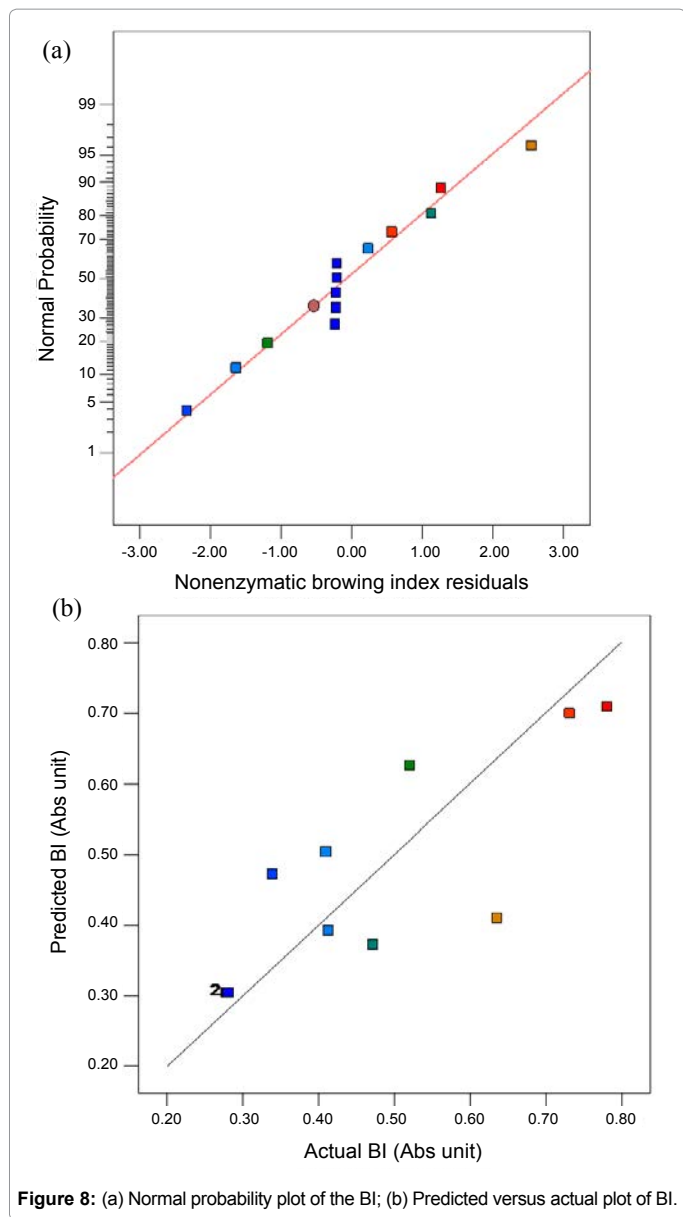 (a)
99
95
90
80
70
50
30
20
10
5
1
Normal Probability
-3.00 -2.00 -1.00 0.00 1.00 2.00 3.00
Nonenzymatic browing index residuals
(b)
0.80
0.70
0.60
0.50
0.40
0.30
0.20
Predicted BI (Abs unit)
2
0.20 0.30 0.40 0.50 0.60 0.70 0.80
Actual BI (Abs unit)
Figure 8: (a) Normal probability plot of the BI; (b) Predicted versus actual plot of BI.